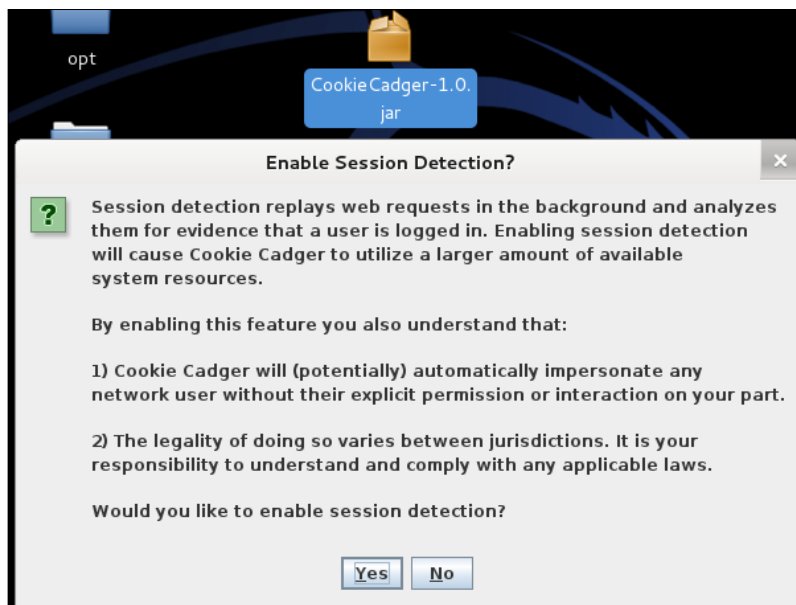 opt
CookieCadger-1.0.
jar
Enable Session Detection?
Session detection replays web requests in the background and analyzes
them for evidence that a user is logged in. Enabling session detection
will cause Cookie Cadger to utilize a larger amount of available
system resources.
By enabling this feature you also understand that:
1) Cookie Cadger will (potentially) automatically impersonate any
network user without their explicit permission or interaction on your part.
2) The legality of doing so varies between jurisdictions. It is your
responsibility to understand and comply with any applicable laws.
Would you like to enable session detection?
Yes No